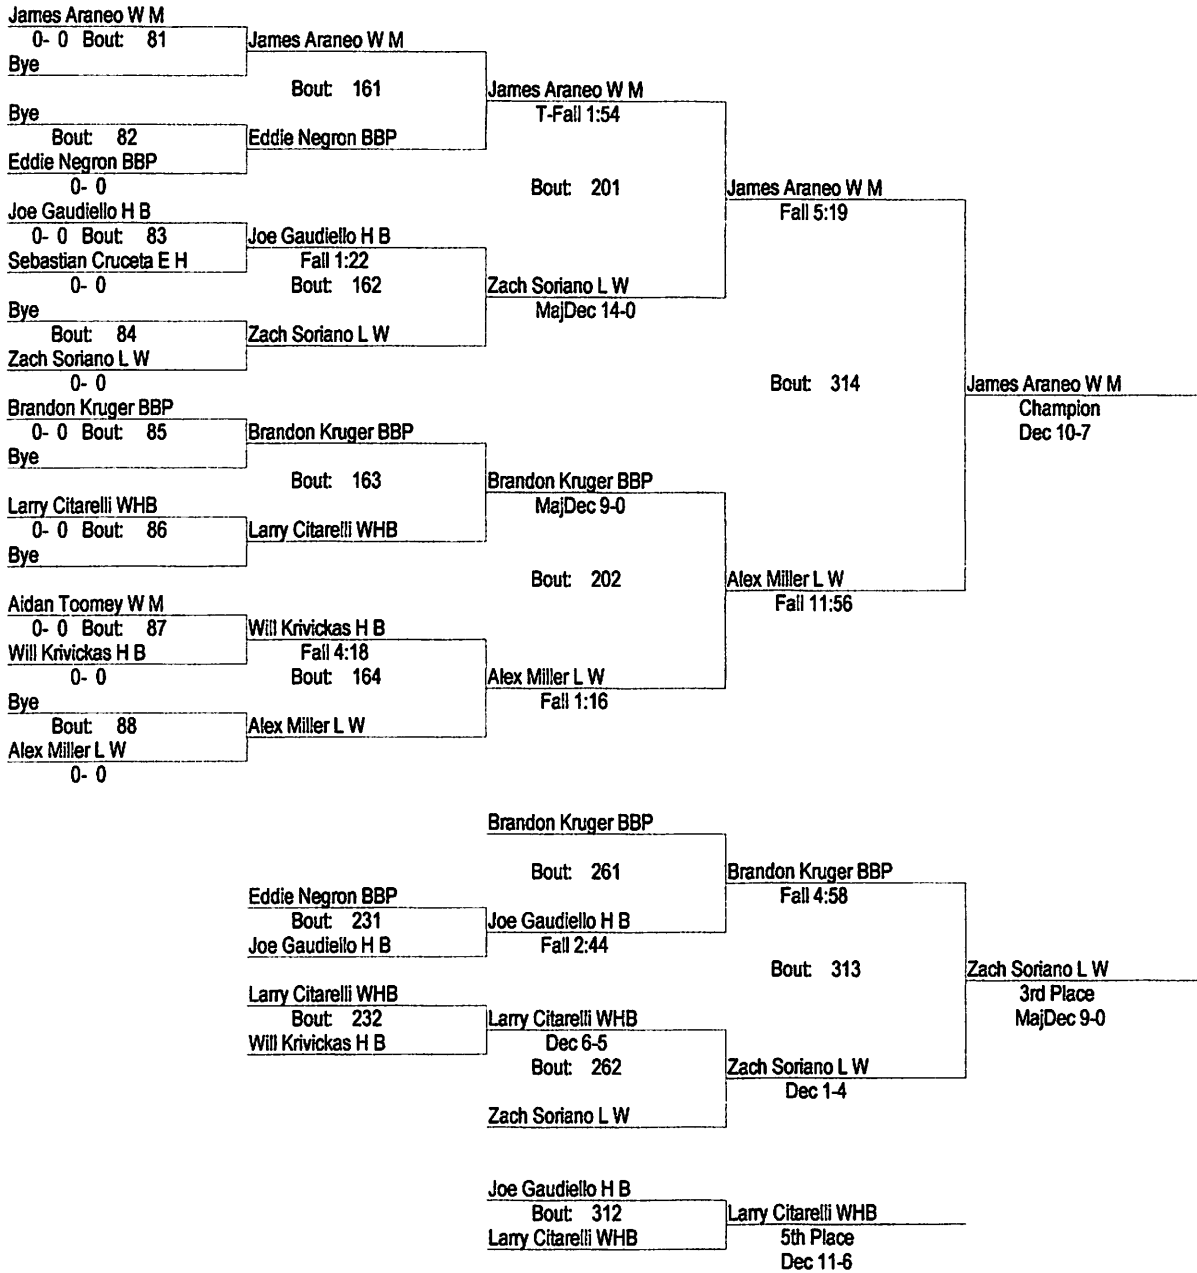 James Araneo W M
0- 0 Bout: 81
Bye
James Araneo W M
Bout: 161
Bye
Bout: 82
Eddie Negron BBP
0- 0
Eddie Negron BBP
James Araneo W M
T-Fall 1:54
Bout: 201
Joe Gaudiello H B
0- 0 Bout: 83
Sebastian Cruceta E H
0- 0
Joe Gaudiello H B
Fall 1:22
Bout: 162
Bye
Bout: 84
Zach Soriano L W
0- 0
Zach Soriano L W
Zach Soriano L W
MajDec 14-0
James Araneo W M
Fall 5:19
Bout: 314
Brandon Kruger BBP
0- 0 Bout: 85
Bye
Brandon Kruger BBP
Bout: 163
Larry Citarelli WHB
0- 0 Bout: 86
Bye
Larry Citarelli WHB
Brandon Kruger BBP
MajDec 9-0
Bout: 202
Aidan Toomey W M
0- 0 Bout: 87
Will Krivickas H B
0- 0
Will Krivickas H B
Fall 4:18
Bout: 164
Bye
Bout: 88
Alex Miller L W
0- 0
Alex Miller L W
Alex Miller L W
Fall 1:16
Alex Miller L W
Fall 11:56
James Araneo W M
Champion
Dec 10-7
Brandon Kruger BBP
Bout: 261
Eddie Negron BBP
Bout: 231
Joe Gaudiello H B
Joe Gaudiello H B
Fall 2:44
Brandon Kruger BBP
Fall 4:58
Bout: 313
Larry Citarelli WHB
Bout: 232
Will Krivickas H B
Larry Citarelli WHB
Dec 6-5
Bout: 262
Zach Soriano L W
Zach Soriano L W
Dec 1-4
Zach Soriano L W
3rd Place
MajDec 9-0
Joe Gaudiello H B
Bout: 312
Larry Citarelli WHB
Larry Citarelli WHB
5th Place
Dec 11-6